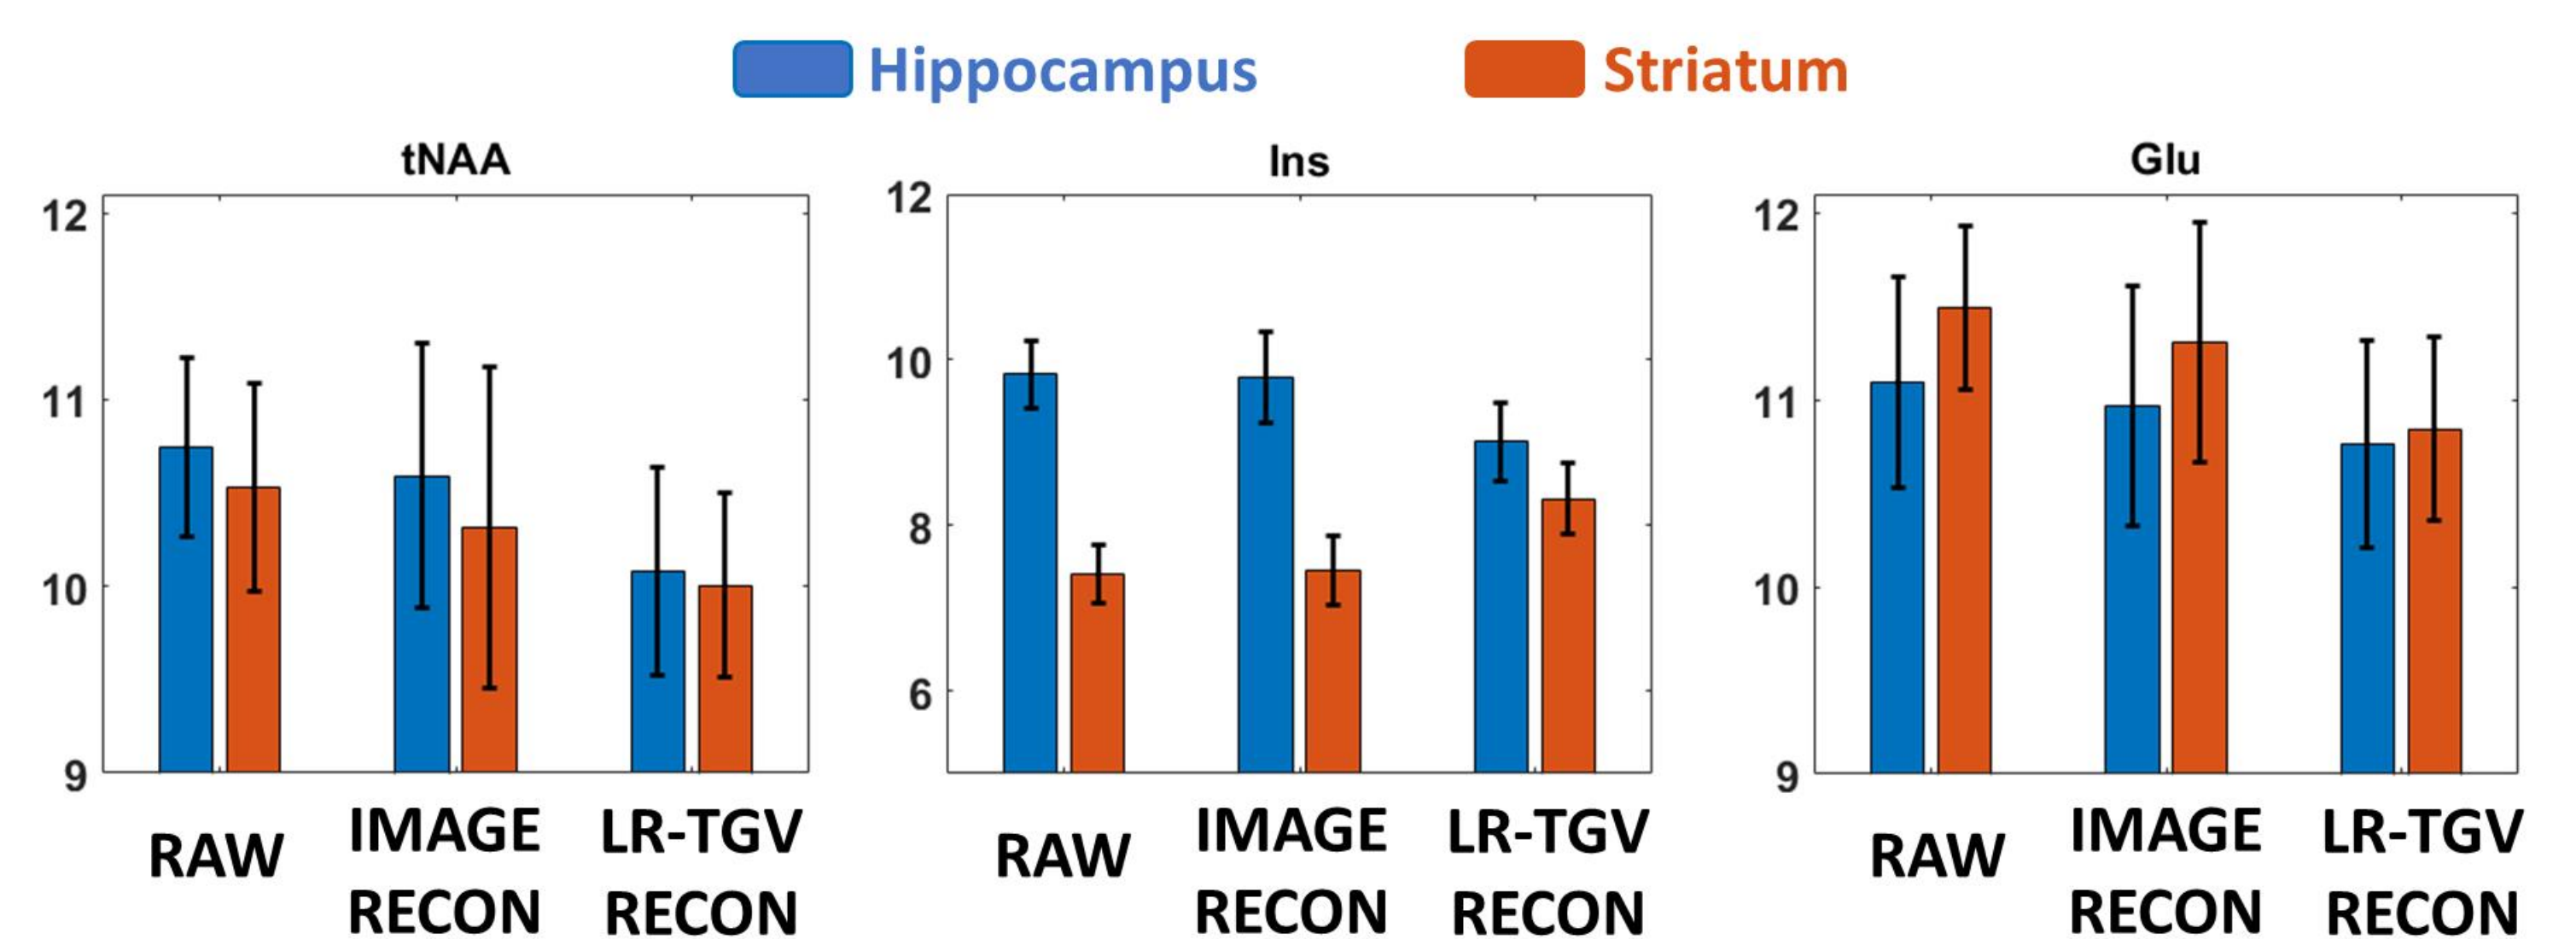 Hippocampus Striatum
tNAA
12
11
10
9
RAW
IMAGE
RECON
LR-TGV
RECON
Ins
12
10
8
6
RAW
IMAGE
RECON
LR-TGV
RECON
Glu
12
11
10
9
RAW
IMAGE
RECON
LR-TGV
RECON